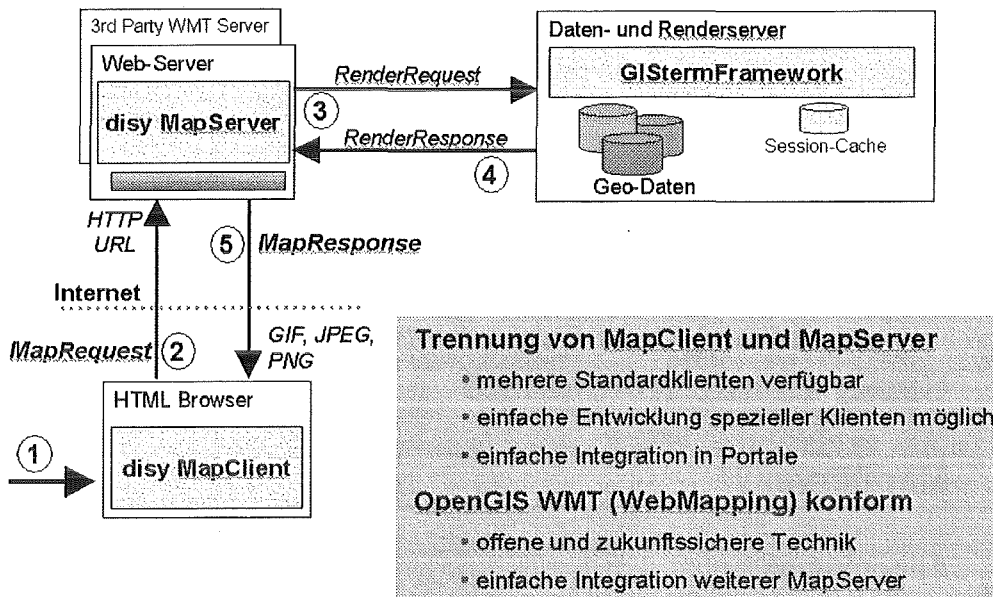 3rd Party WMT Server
Web-Server
disy MapServer
RenderRequest
3
RenderResponse
4
Daten- und Renderserver
GIStermFramework
Geo-Daten
Session-Cache
HTTP
URL
5
MapResponse
Internet
MapRequest
2
GIF, JPEG,
PNG
HTML Browser
1
disy MapClient
Trennung von MapClient und MapServer
• mehrere Standardklienten verfügbar
• einfache Entwicklung spezieller Klienten möglich
• einfache Integration in Portale
OpenGIS WMT (WebMapping) konform
• offene und zukunftssichere Technik
• einfache Integration weiterer MapServer